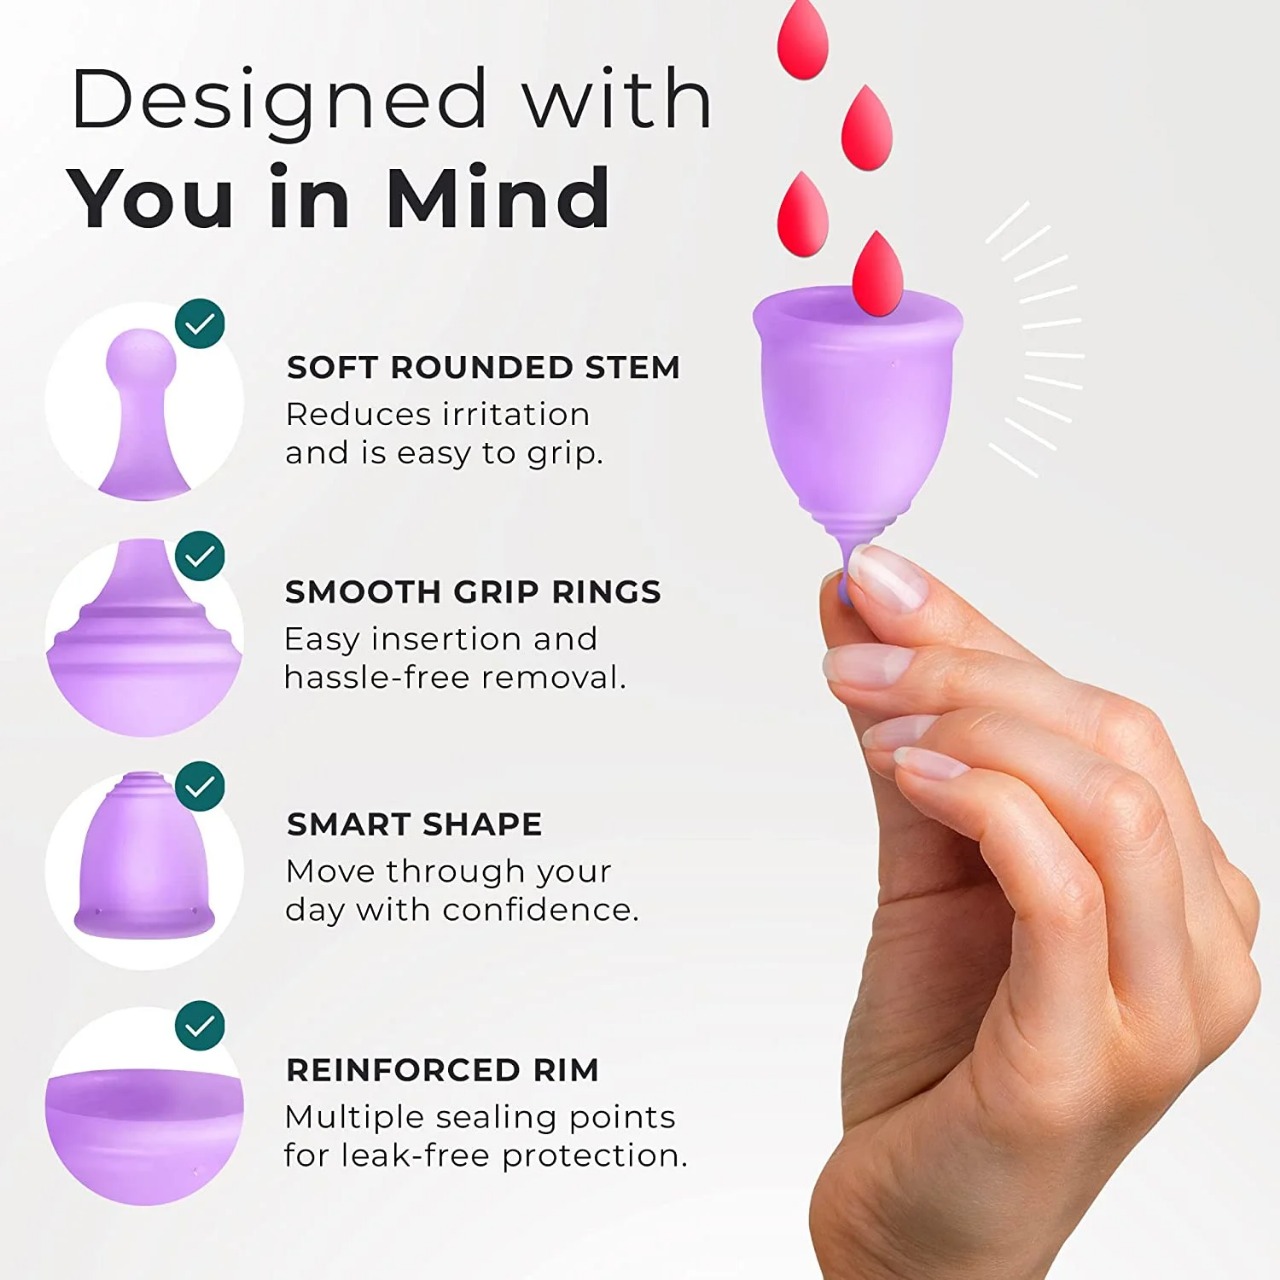 Designed with
You in Mind
SOFT ROUNDED STEM
Reduces irritation
and is easy to grip.
SMOOTH GRIP RINGS
Easy insertion and
hassle-free removal.
SMART SHAPE
Move through your
day with confidence.
REINFORCED RIM
Multiple sealing points
for leak-free protection.